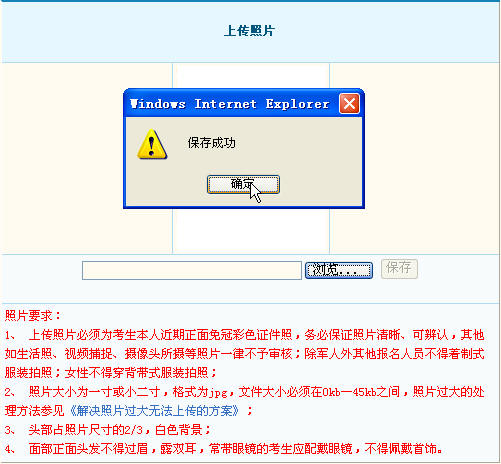 上传照片
Windows Internet Explorer
保存成功
确定
浏览... 保存
照片要求：
1、 上传照片必须为考生本人近期正面免冠彩色证件照，务必保证照片清晰、可辨认，其他
如生活照、视频捕捉、摄像头所摄等照片一律不予审核；除军人外其他报名人员不得着制式
服装拍照；女性不得穿背带式服装拍照；
2、 照片大小为一寸或小二寸，格式为jpg，文件大小必须在0kb—45kb之间，照片过大的处
理方法参见《解决照片过大无法上传的方案》；
3、 头部占照片尺寸的2/3，白色背景；
4、 面部正面头发不得过眉，露双耳，常带眼镜的考生应配戴眼镜，不得佩戴首饰。